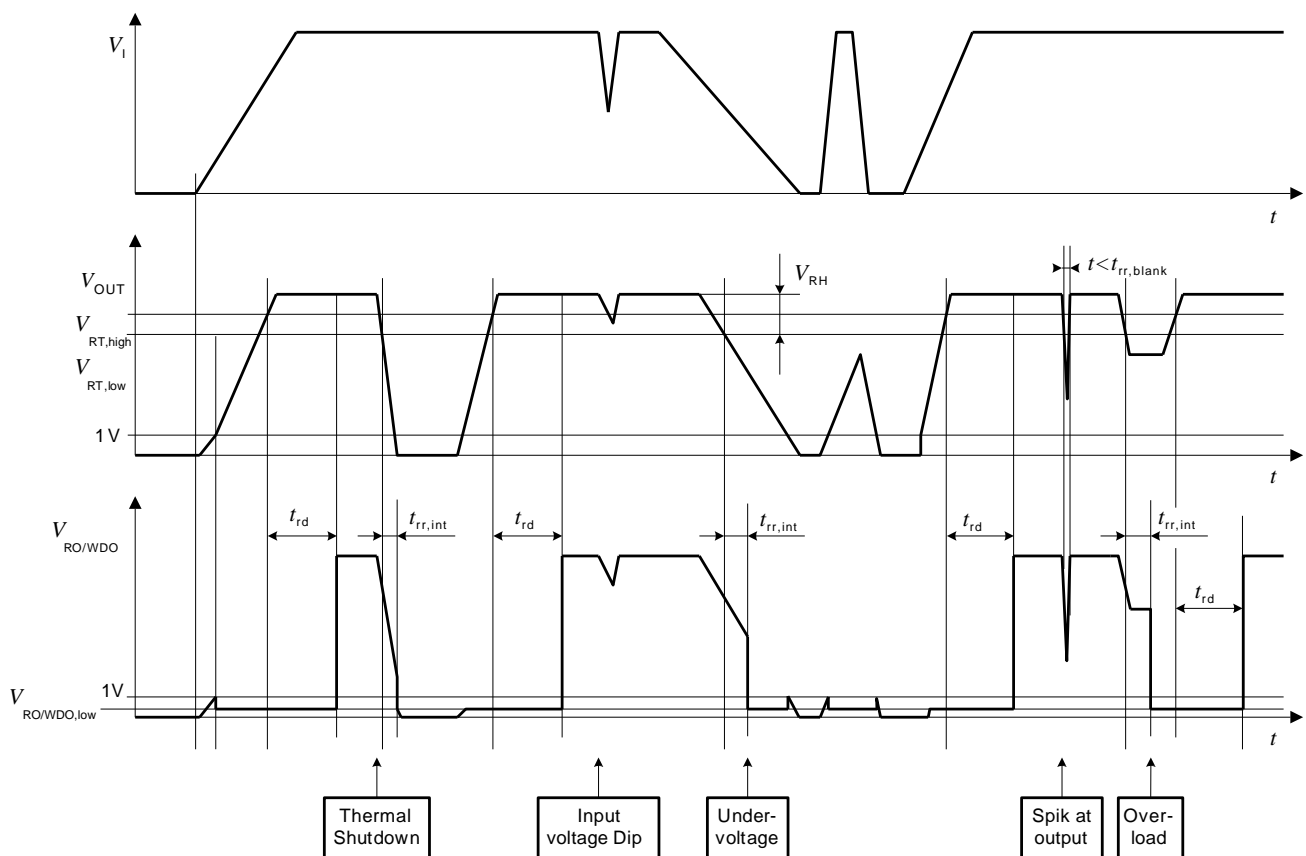 V_I
t
V_OUT
V_RH
t<t_rr,blank
V_RT,high
V_RT,low
1 V
t
V_RO/WDO
t_rd
t_rr,int
t_rd
t_rr,int
t_rd
t_rr,int
t_rd
1V
V_RO/WDO,low
t
Thermal
Shutdown
Input
voltage Dip
Under-
voltage
Spik at
output
Over-
load